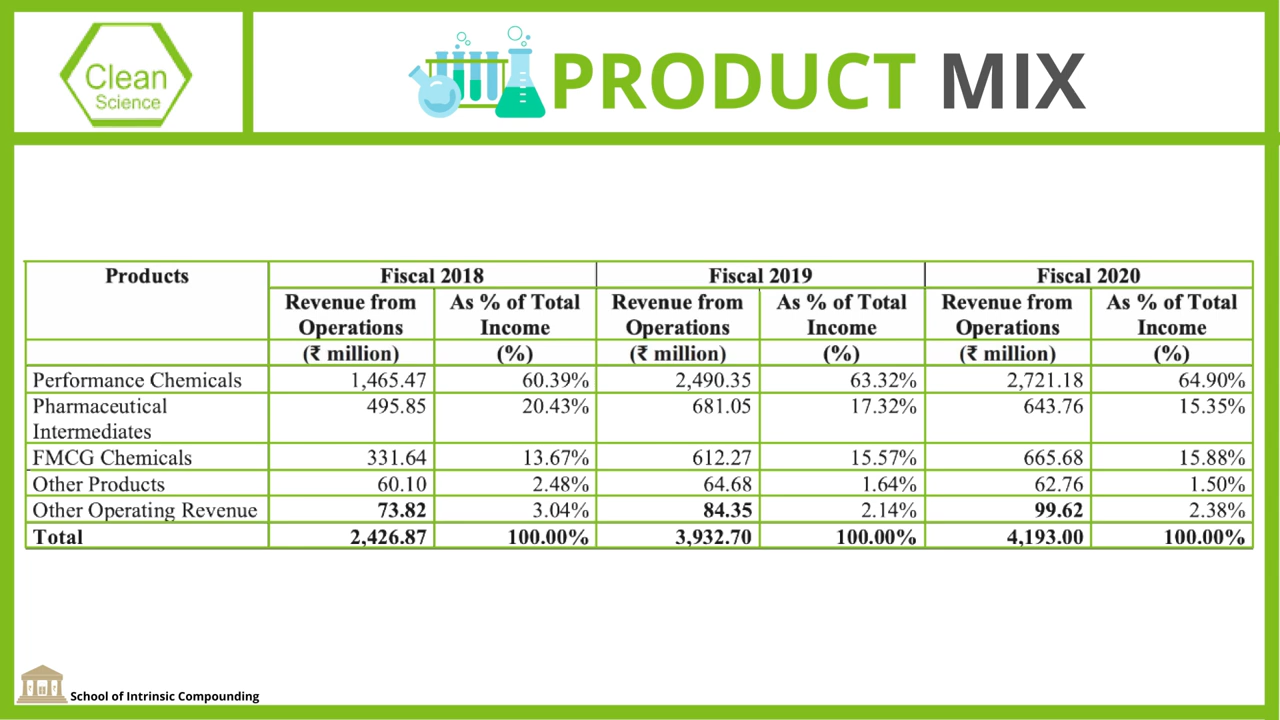 Clean
Science
PRODUCT MIX
Products Fiscal 2018 Fiscal 2019 Fiscal 2020
Revenue from As % of Total Revenue from As % of Total Revenue from As % of Total
Operations Income Operations Income Operations Income
(₹ million) (%) (₹ million) (%) (₹ million) (%)
Performance Chemicals 1,465.47 60.39% 2,490.35 63.32% 2,721.18 64.90%
Pharmaceutical 495.85 20.43% 681.05 17.32% 643.76 15.35%
Intermediates
FMCG Chemicals 331.64 13.67% 612.27 15.57% 665.68 15.88%
Other Products 60.10 2.48% 64.68 1.64% 62.76 1.50%
Other Operating Revenue 73.82 3.04% 84.35 2.14% 99.62 2.38%
Total 2,426.87 100.00% 3,932.70 100.00% 4,193.00 100.00%
School of Intrinsic Compounding